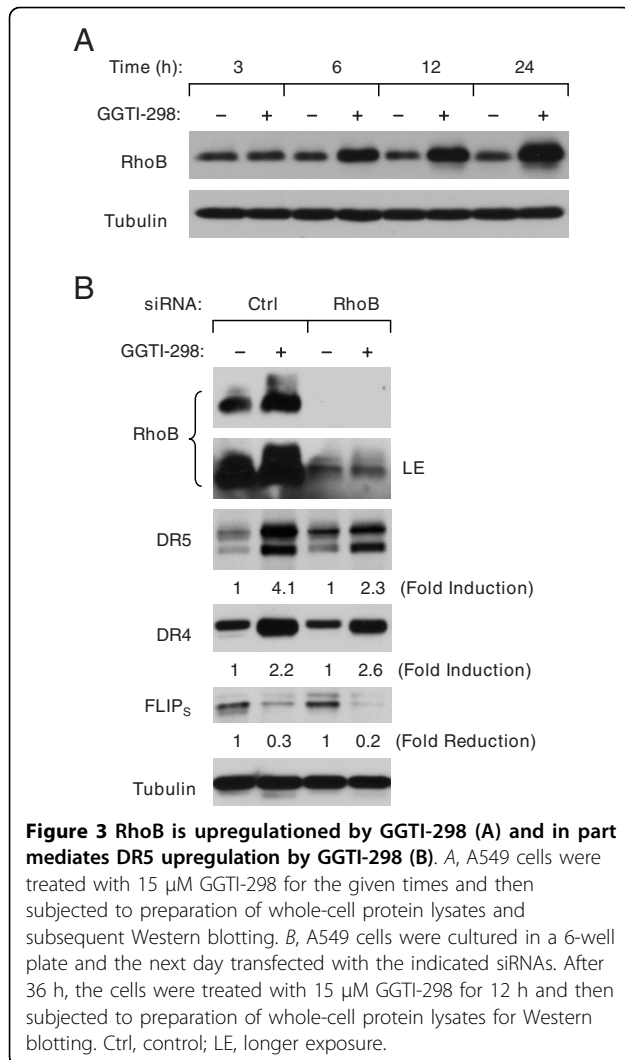 A
Time (h): 3 6 12 24
GGTI-298: – + – + – + – +
RhoB
Tubulin
B
siRNA: Ctrl RhoB
GGTI-298: – + – +
RhoB
LE
DR5
1 4.1 1 2.3 (Fold Induction)
DR4
1 2.2 1 2.6 (Fold Induction)
FLIPS
1 0.3 1 0.2 (Fold Reduction)
Tubulin
Figure 3 RhoB is upregulationed by GGTI-298 (A) and in part
mediates DR5 upregulation by GGTI-298 (B). A, A549 cells were
treated with 15 μM GGTI-298 for the given times and then
subjected to preparation of whole-cell protein lysates and
subsequent Western blotting. B, A549 cells were cultured in a 6-well
plate and the next day transfected with the indicated siRNAs. After
36 h, the cells were treated with 15 μM GGTI-298 for 12 h and then
subjected to preparation of whole-cell protein lysates for Western
blotting. Ctrl, control; LE, longer exposure.